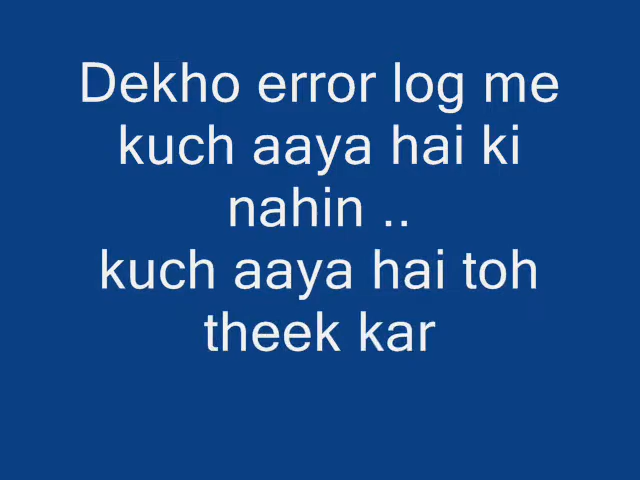 Dekho error log me
kuch aaya hai ki
nahin ..
kuch aaya hai toh
theek kar